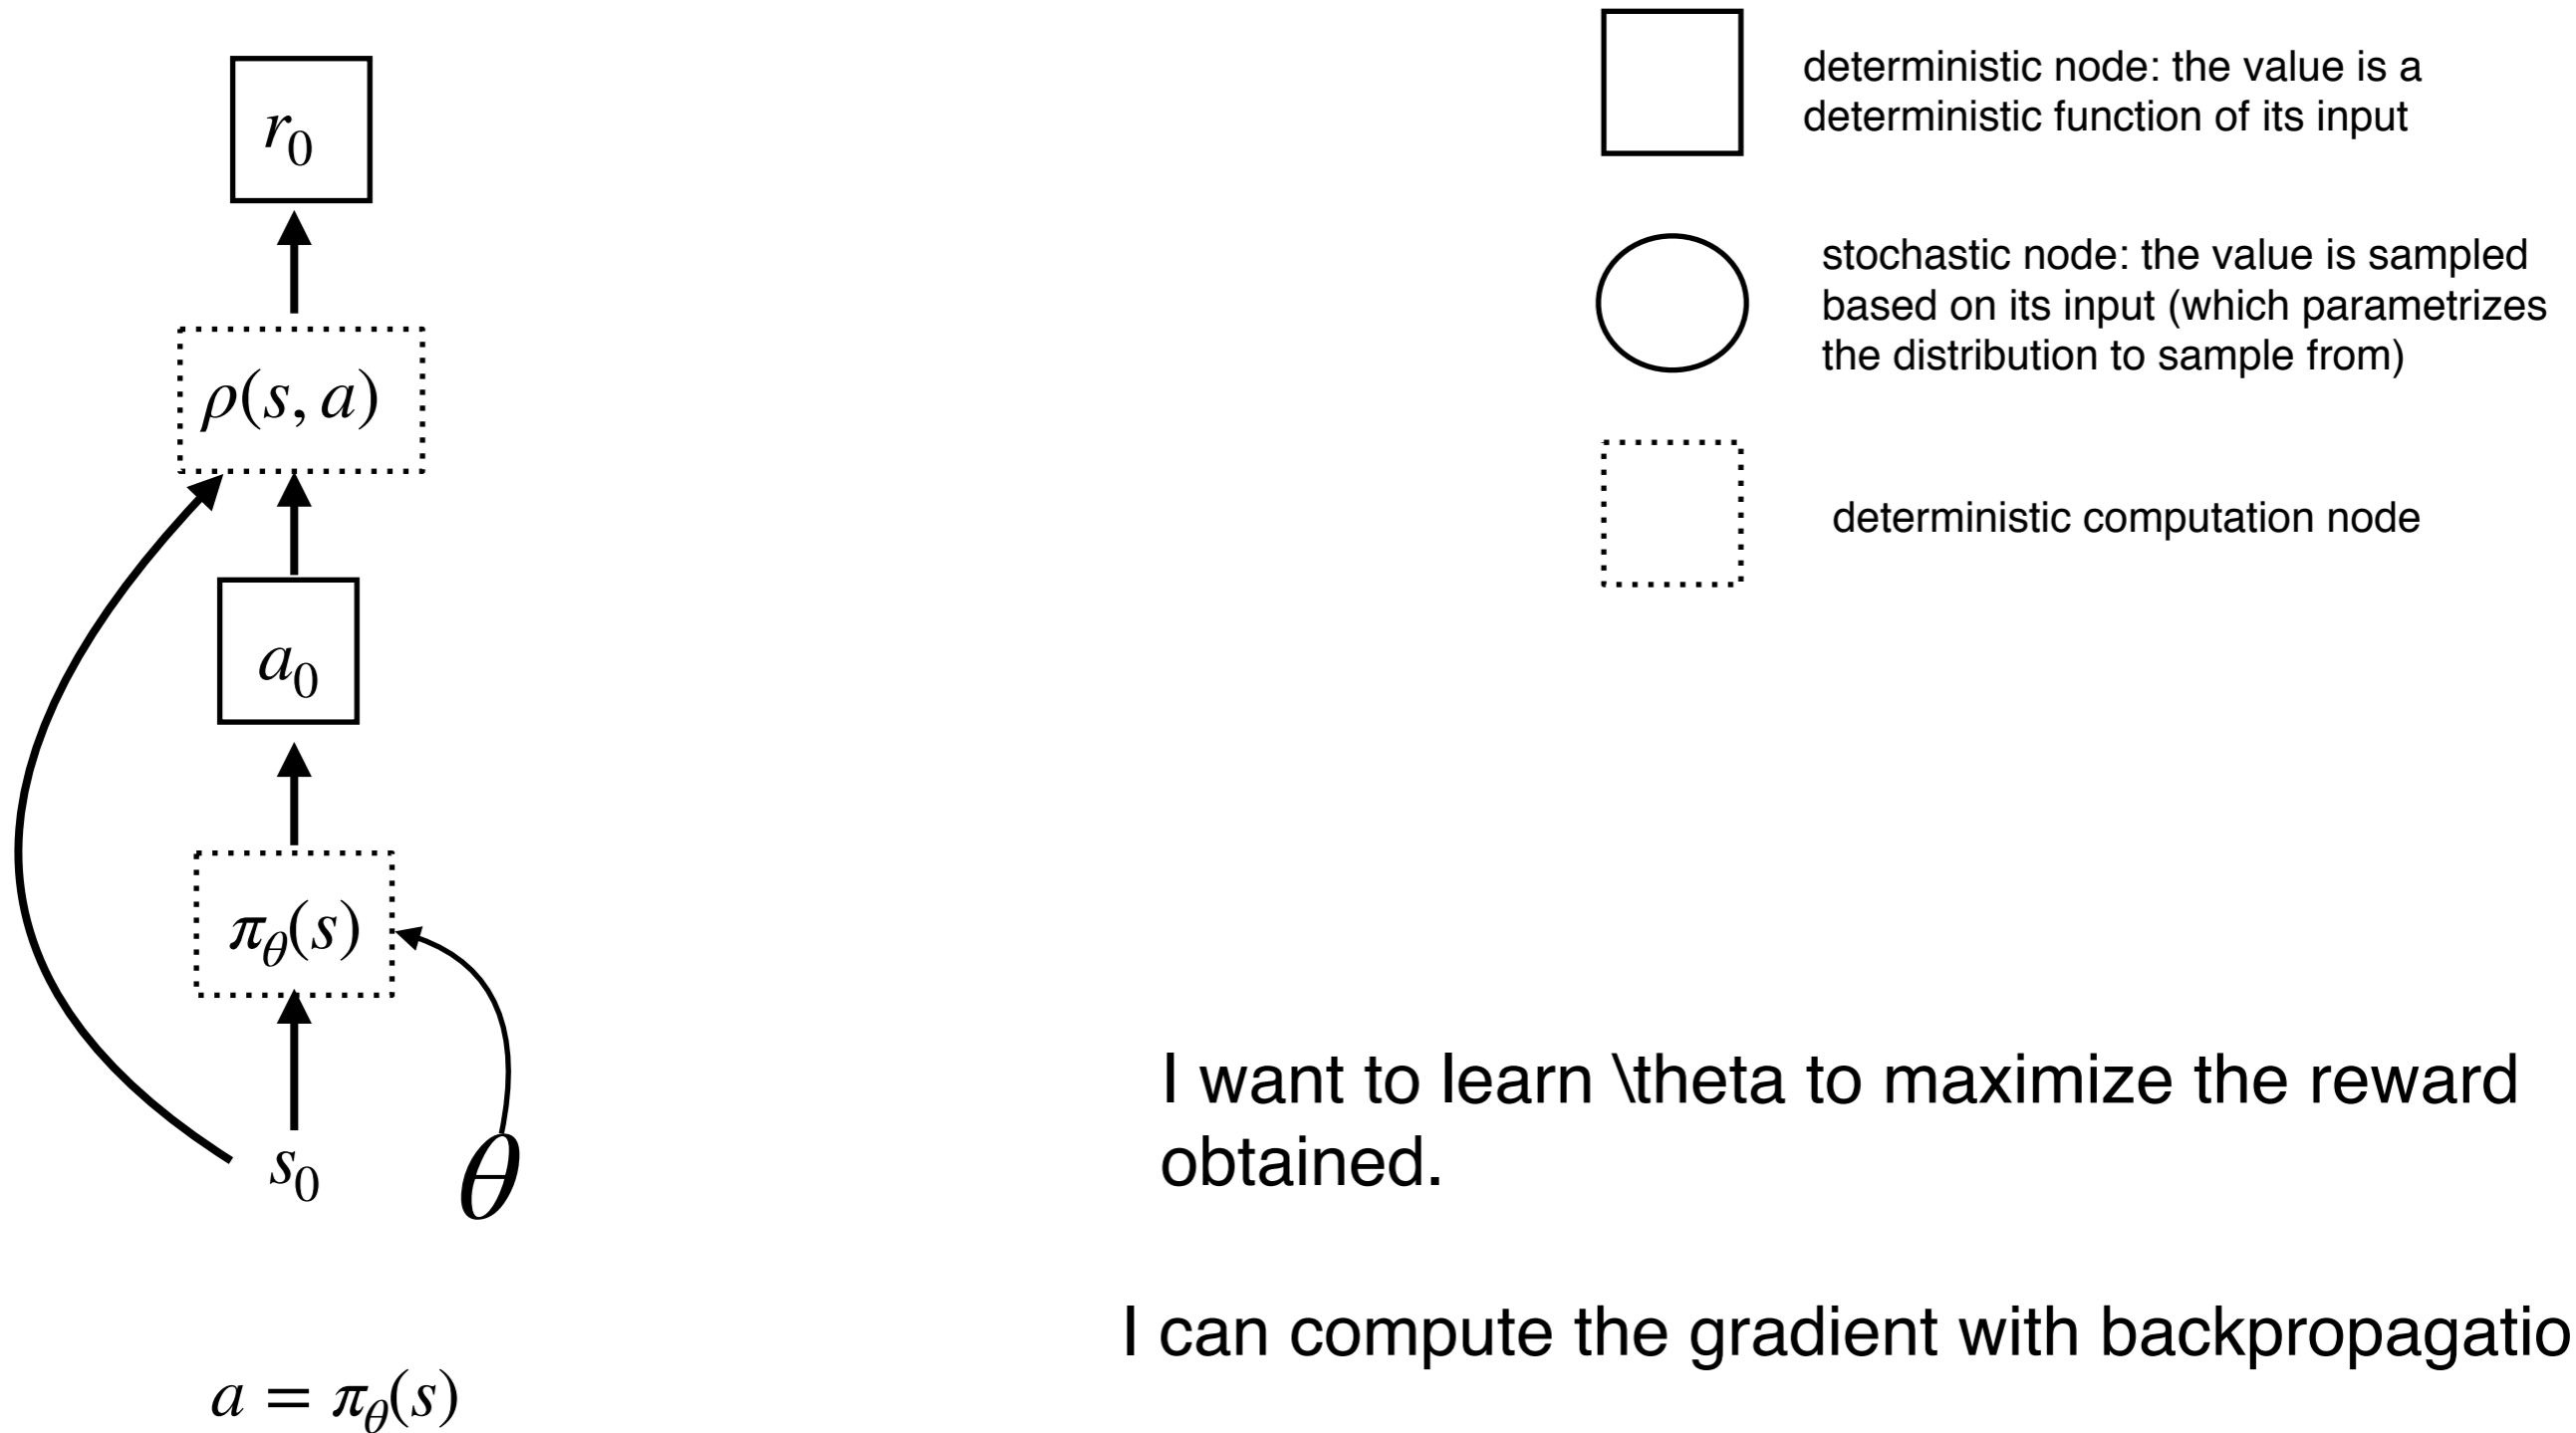 r₀
ρ(s, a)
a₀
π_θ(s)
s₀
θ
a = π_θ(s)
deterministic node: the value is a
deterministic function of its input
stochastic node: the value is sampled
based on its input (which parametrizes
the distribution to sample from)
deterministic computation node
I want to learn \theta to maximize the reward
obtained.
I can compute the gradient with backpropagatio